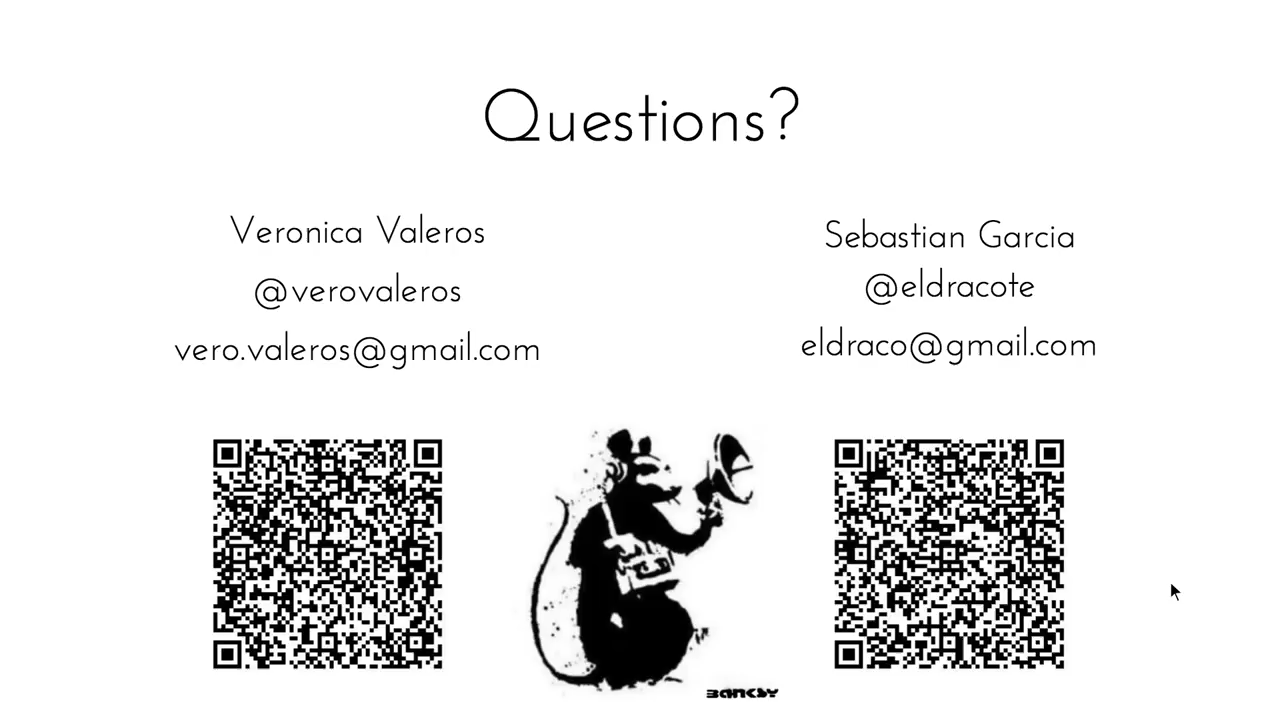 Questions?
Veronica Valeros
@verovaleros
vero.valeros@gmail.com
Sebastian Garcia
@eldracote
eldraco@gmail.com
BANKSY